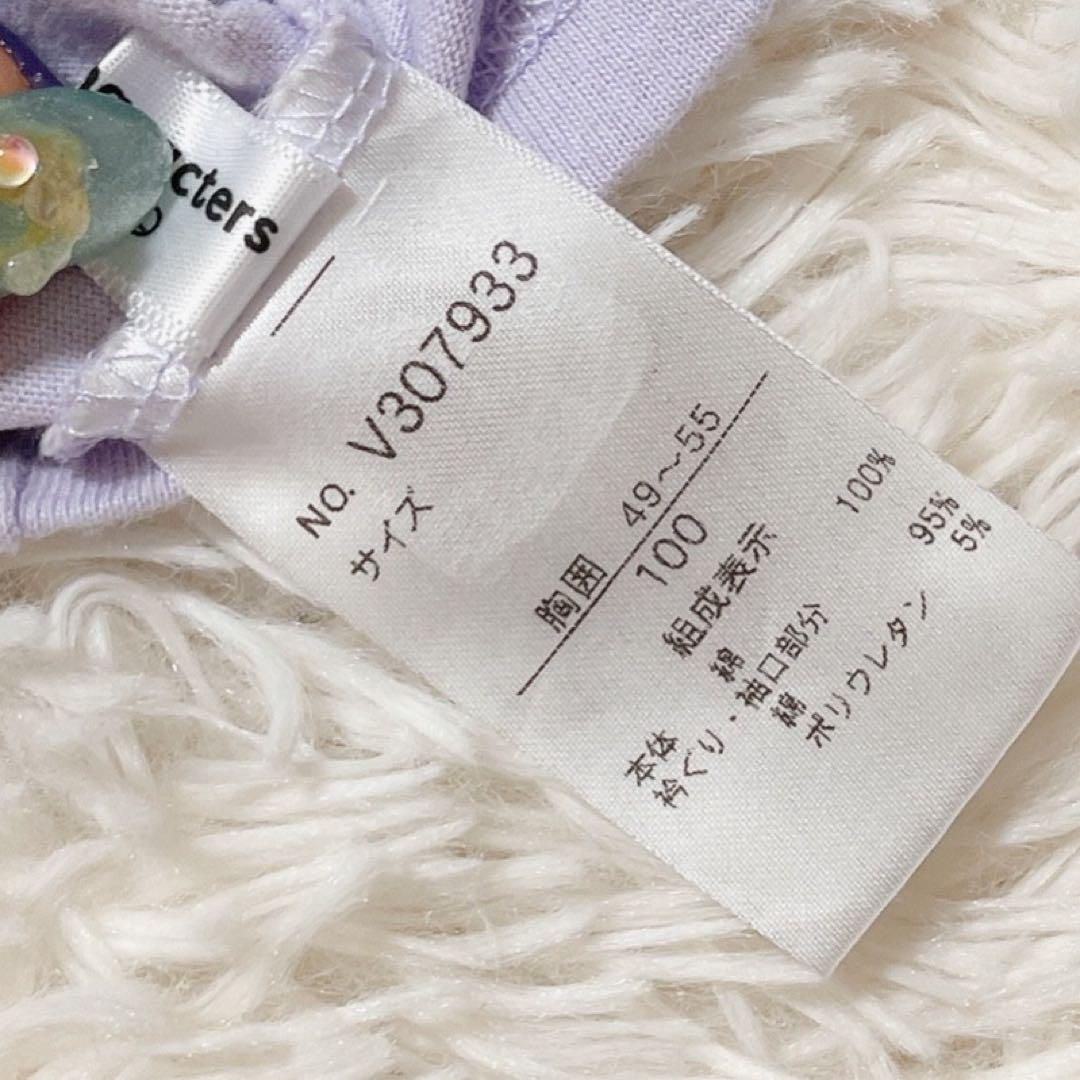 cters
No. V307933
サイズ
胸囲 49～55
100
組成表示
本体 綿 100%
衿ぐり・袖口部分
綿 95%
ポリウレタン 5%